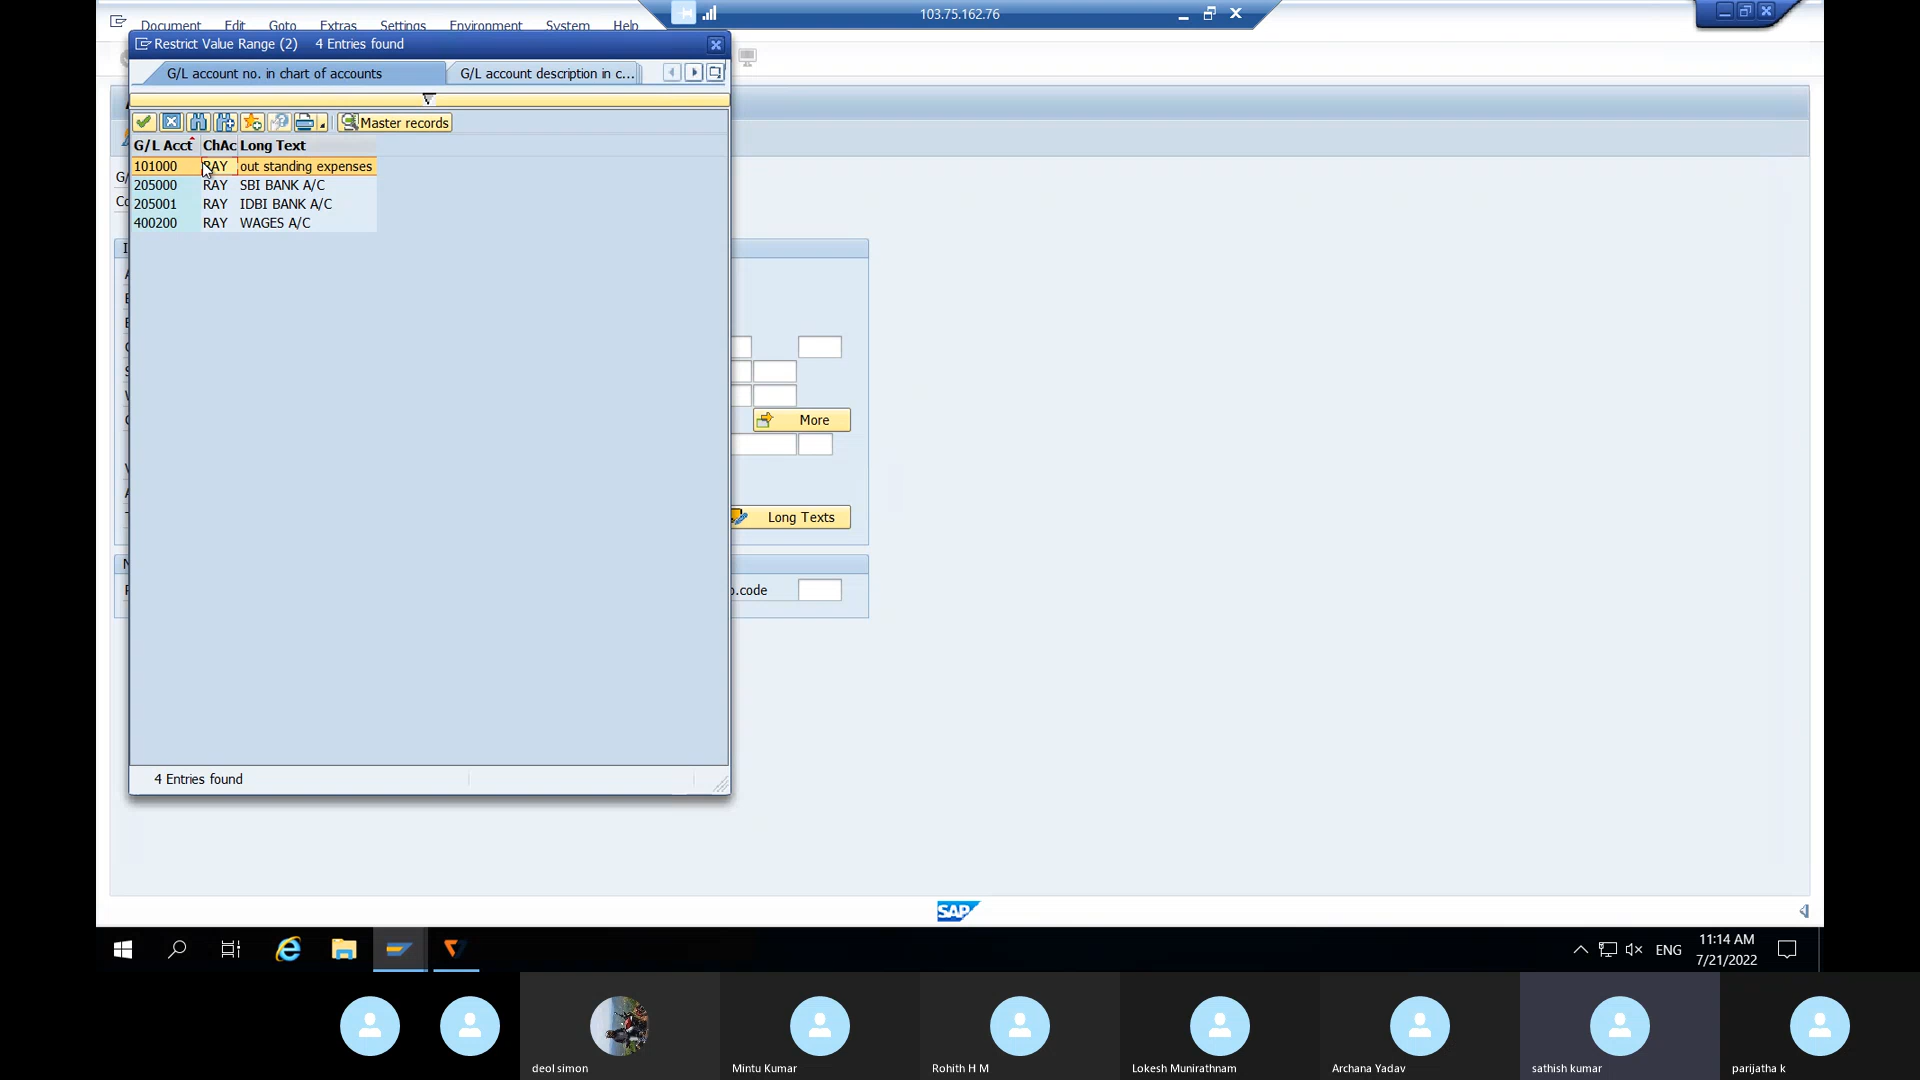 Document Edit Goto Extras Settings Environment System Help
103.75.162.76
Restrict Value Range (2) 4 Entries found
G/L account no. in chart of accounts G/L account description in c...
Master records
G/L Acct ChAc Long Text
101000 RAY out standing expenses
205000 RAY SBI BANK A/C
205001 RAY IDBI BANK A/C
400200 RAY WAGES A/C
More
Long Texts
o.code
4 Entries found
SAP
ENG
11:14 AM
7/21/2022
deol simon
Mintu Kumar
Rohith H M
Lokesh Munirathnam
Archana Yadav
sathish kumar
parijatha k